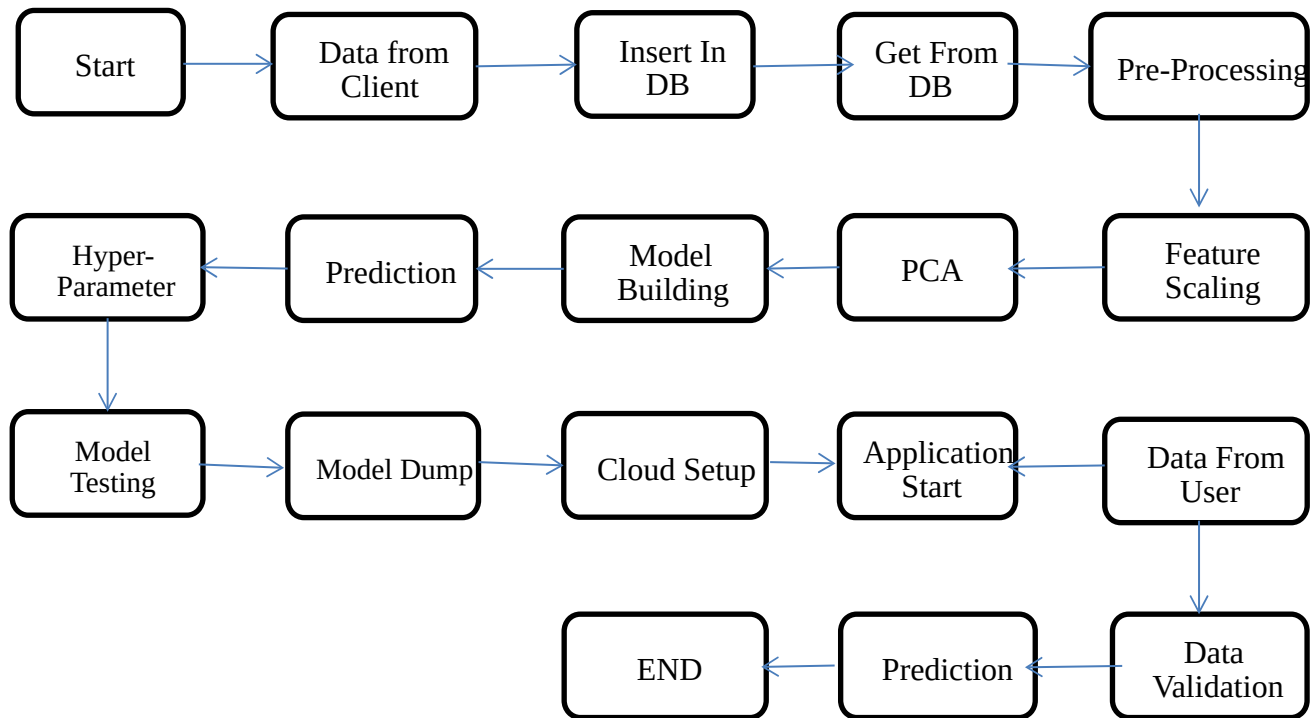 Start
Data from
Client
Insert In
DB
Get From
DB
Pre-Processing
Hyper-
Parameter
Prediction
Model
Building
PCA
Feature
Scaling
Model
Testing
Model Dump
Cloud Setup
Application
Start
Data From
User
END
Prediction
Data
Validation